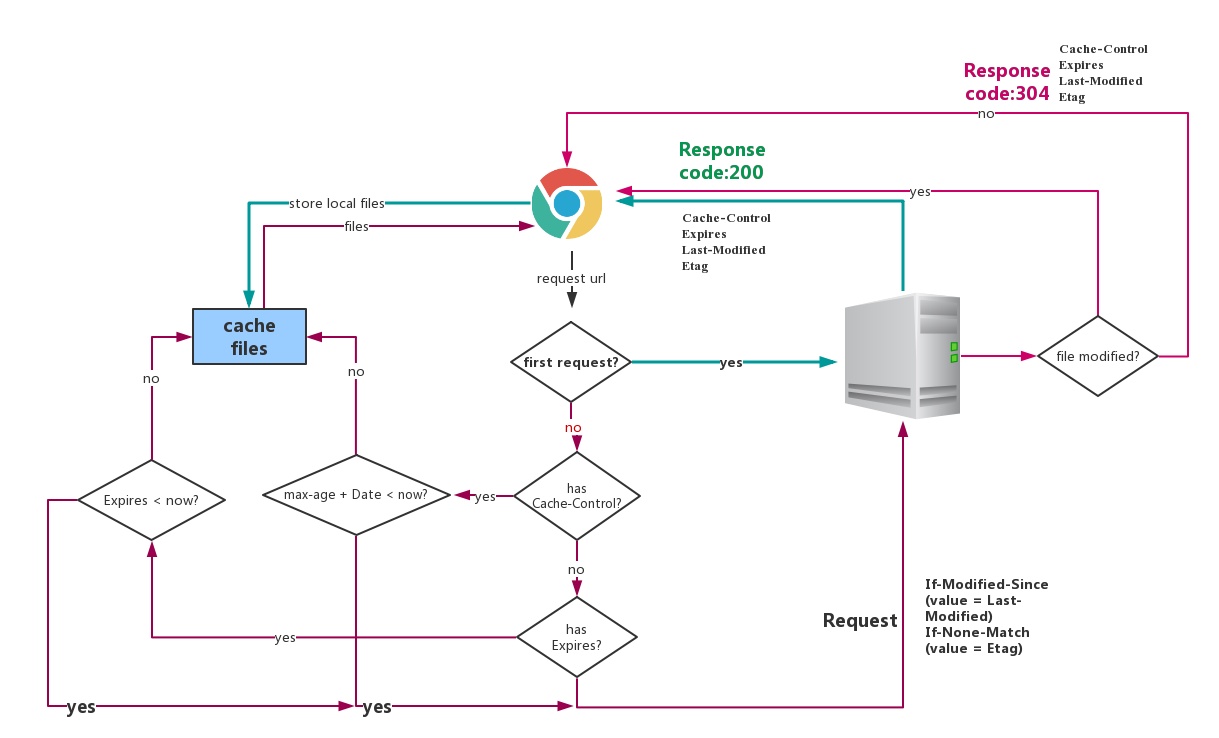 Cache-Control
Expires
Last-Modified
Etag
Response
code:304
no
Response
code:200
yes
store local files
Cache-Control
Expires
Last-Modified
Etag
files
request url
cache
files
first request?
yes
file modified?
no
no
no
has
Cache-Control?
yes
max-age + Date < now?
Expires < now?
no
has
Expires?
yes
If-Modified-Since
(value = Last-
Modified)
If-None-Match
(value = Etag)
Request
yes
yes